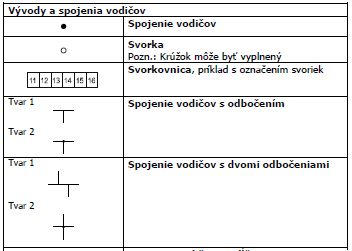 Vývody a spojenia vodičov
Spojenie vodičov
Svorka
Pozn.: Krúžok môže byť vyplnený
11 12 13 14 15 16
Svorkovnica, príklad s označením svoriek
Tvar 1
Spojenie vodičov s odbočením
Tvar 2
Tvar 1
Spojenie vodičov s dvomi odbočeniami
Tvar 2